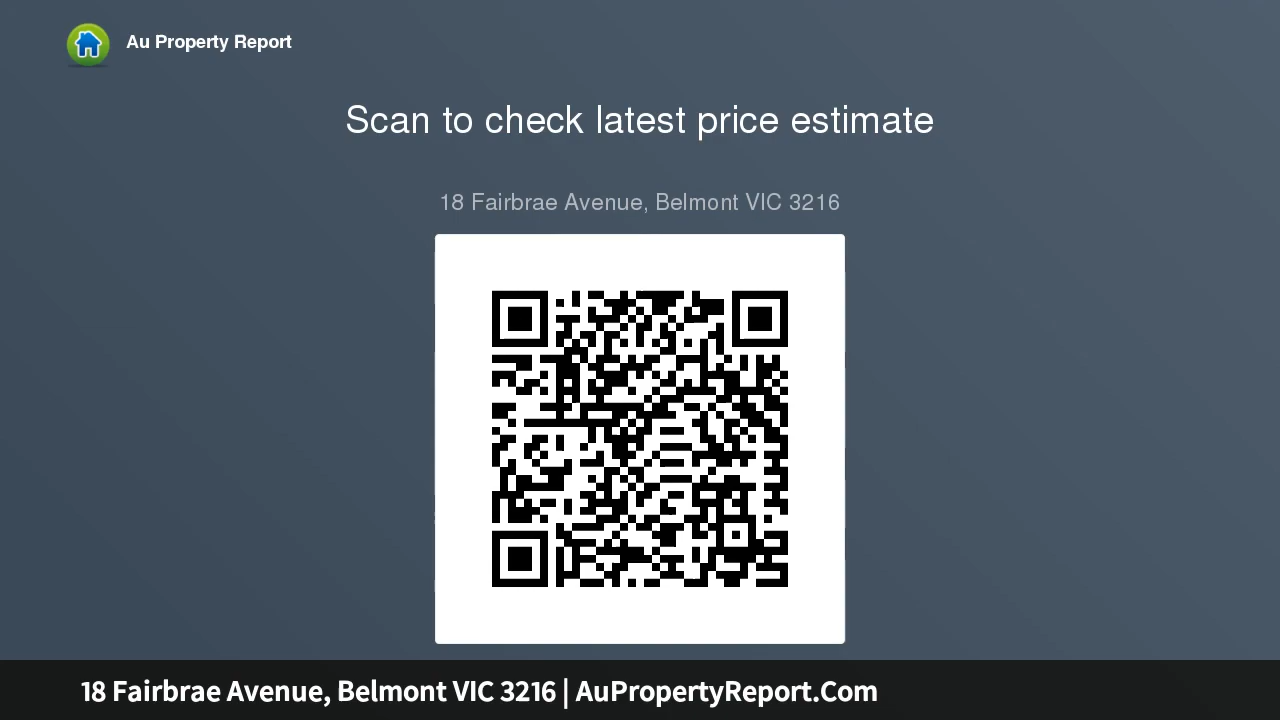 Au Property Report
Scan to check latest price estimate
18 Fairbrae Avenue, Belmont VIC 3216
18 Fairbrae Avenue, Belmont VIC 3216 | AuPropertyReport.Com